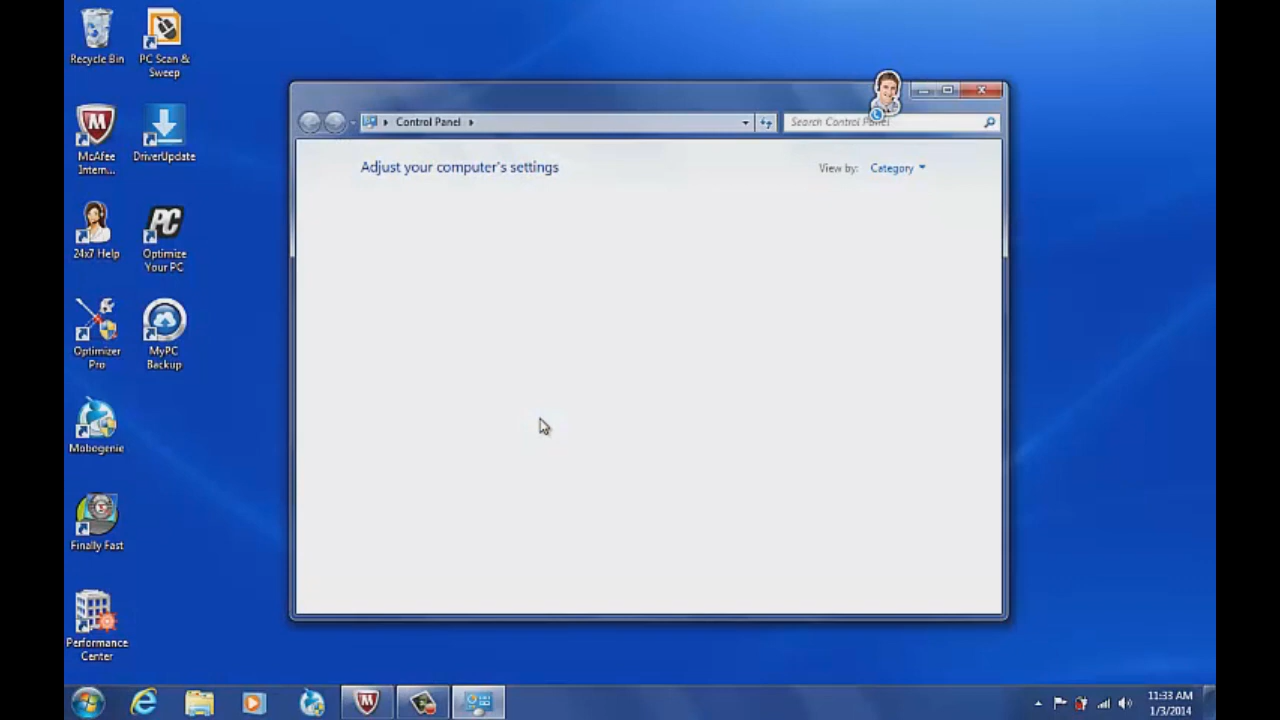 Recycle Bin
PC Scan &
Sweep
McAfee
Intern...
DriverUpdate
24x7 Help
Optimize
Your PC
Optimizer
Pro
MyPC
Backup
Mobogenie
Finally Fast
Performance
Center
Control Panel
Search Control Panel
Adjust your computer's settings
View by: Category
11:33 AM
1/3/2014